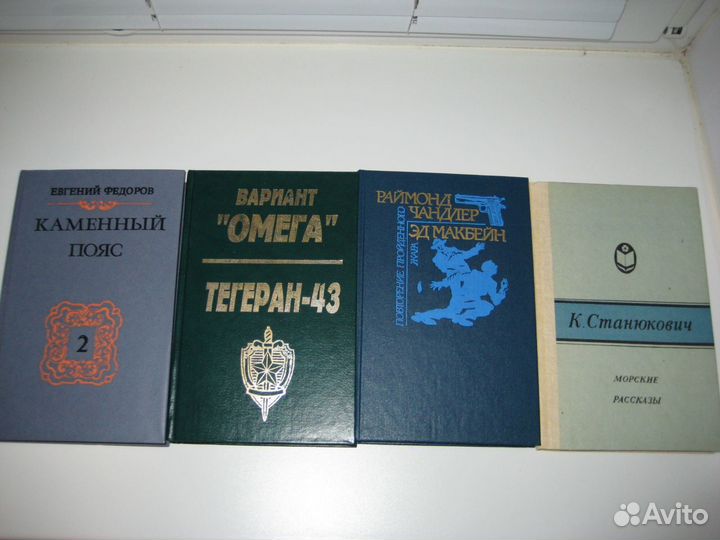 ЕВГЕНИЙ ФЕДОРОВ
КАМЕННЫЙ
ПОЯС
2
ВАРИАНТ
"ОМЕГА"
ТЕГЕРАН-43
РАЙМОНД
ЧАНДЛЕР
ЭД МАКБЕЙН
ПОВТОРЕНИЕ ПРОЙДЕННОГО
ЖАРА
К. Станюкович
МОРСКИЕ
РАССКАЗЫ
Avito